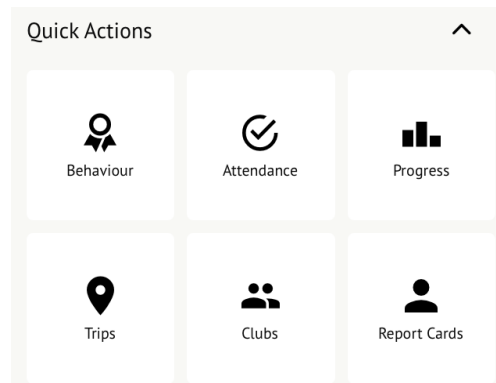 Quick Actions
Behaviour
Attendance
Progress
Trips
Clubs
Report Cards